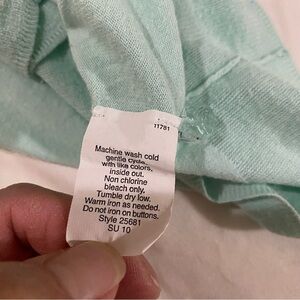 11781
Machine wash cold
gentle cycle.
with like colors,
inside out.
Non chlorine
bleach only.
Tumble dry low.
Warm iron as needed.
Do not iron on buttons.
Style 25681
SU 10